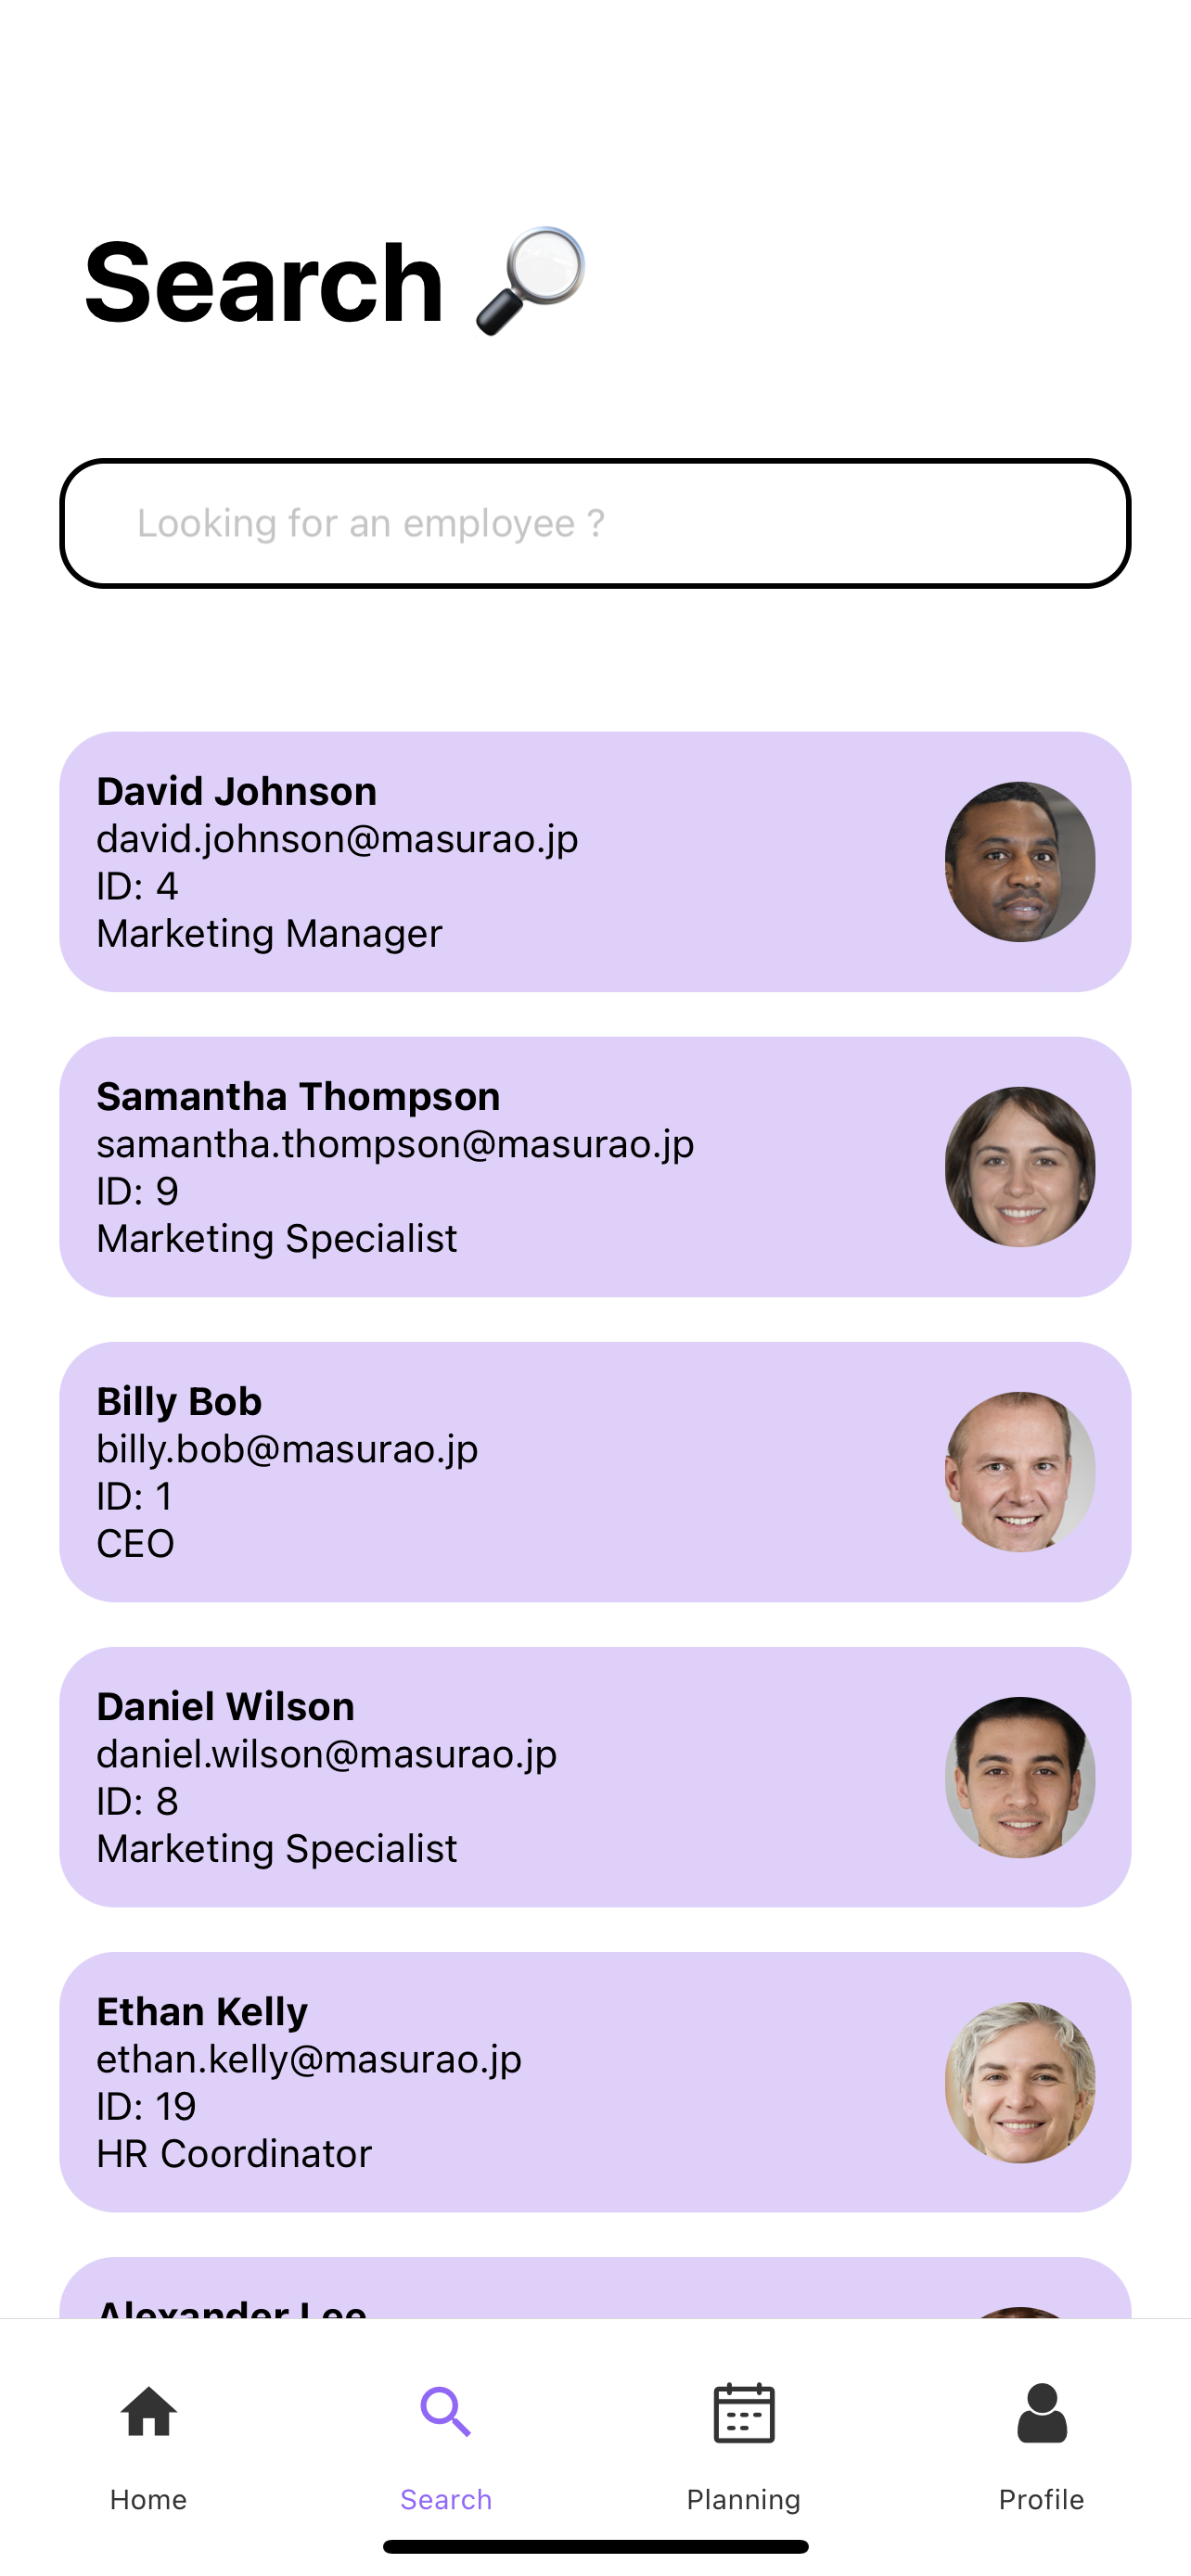 Search 🔎
Looking for an employee ?
David Johnson
david.johnson@masurao.jp
ID: 4
Marketing Manager
Samantha Thompson
samantha.thompson@masurao.jp
ID: 9
Marketing Specialist
Billy Bob
billy.bob@masurao.jp
ID: 1
CEO
Daniel Wilson
daniel.wilson@masurao.jp
ID: 8
Marketing Specialist
Ethan Kelly
ethan.kelly@masurao.jp
ID: 19
HR Coordinator
Alexander Lee
Home
Search
Planning
Profile